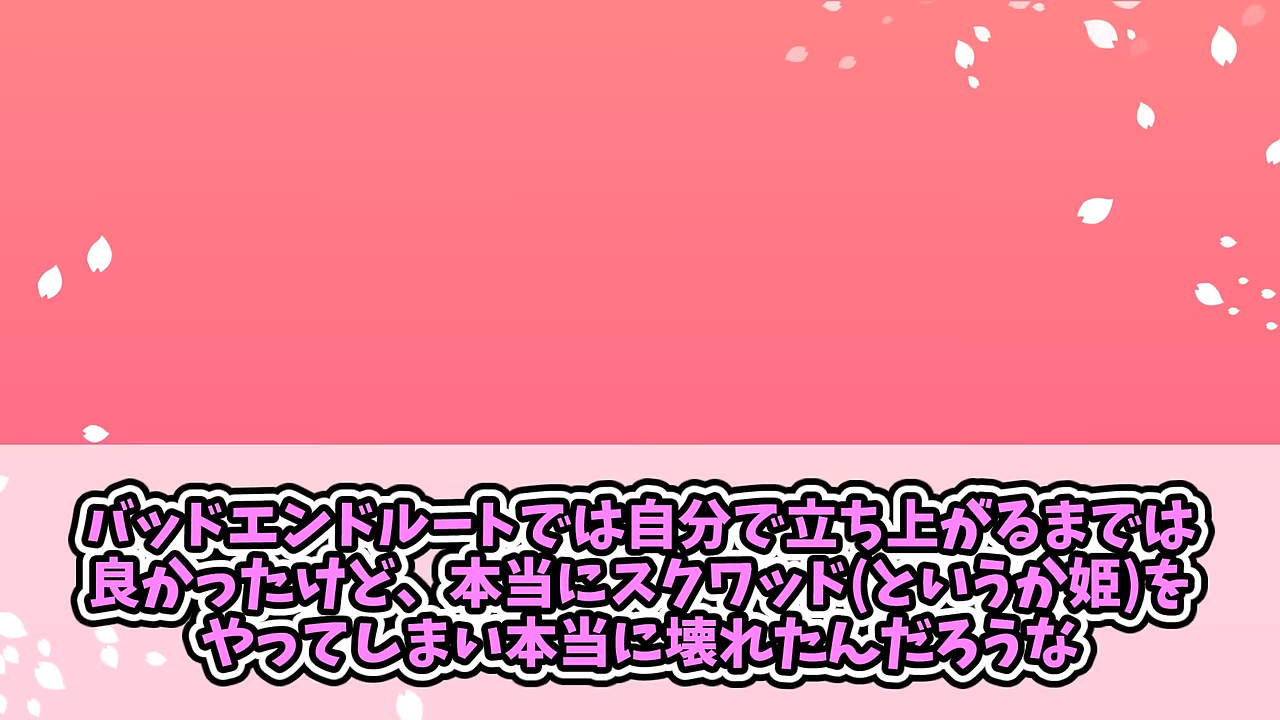 バッドエンドルートでは自分で立ち上がるまでは
良かったけど、本当にスクワッド(というか姫)を
やってしまい本当に壊れたんだろうな